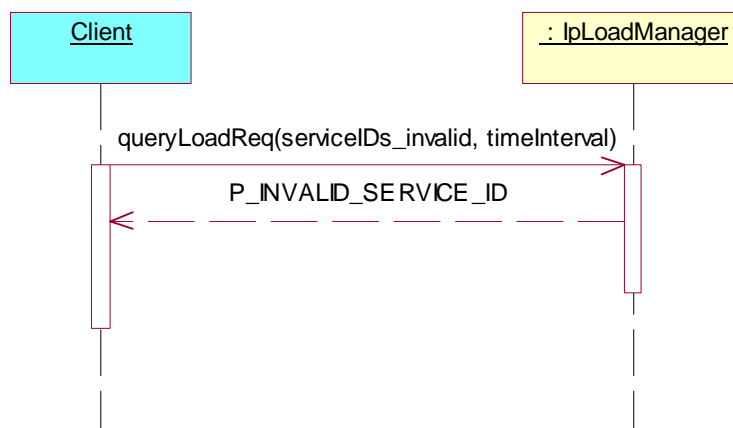 Client
: IpLoadManager
queryLoadReq(serviceIDs_invalid, timeInterval)
P_INVALID_SERVICE_ID